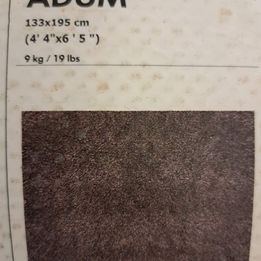 ADUM
133x195 cm
(4' 4"x6 ' 5 ")
9 kg / 19 lbs